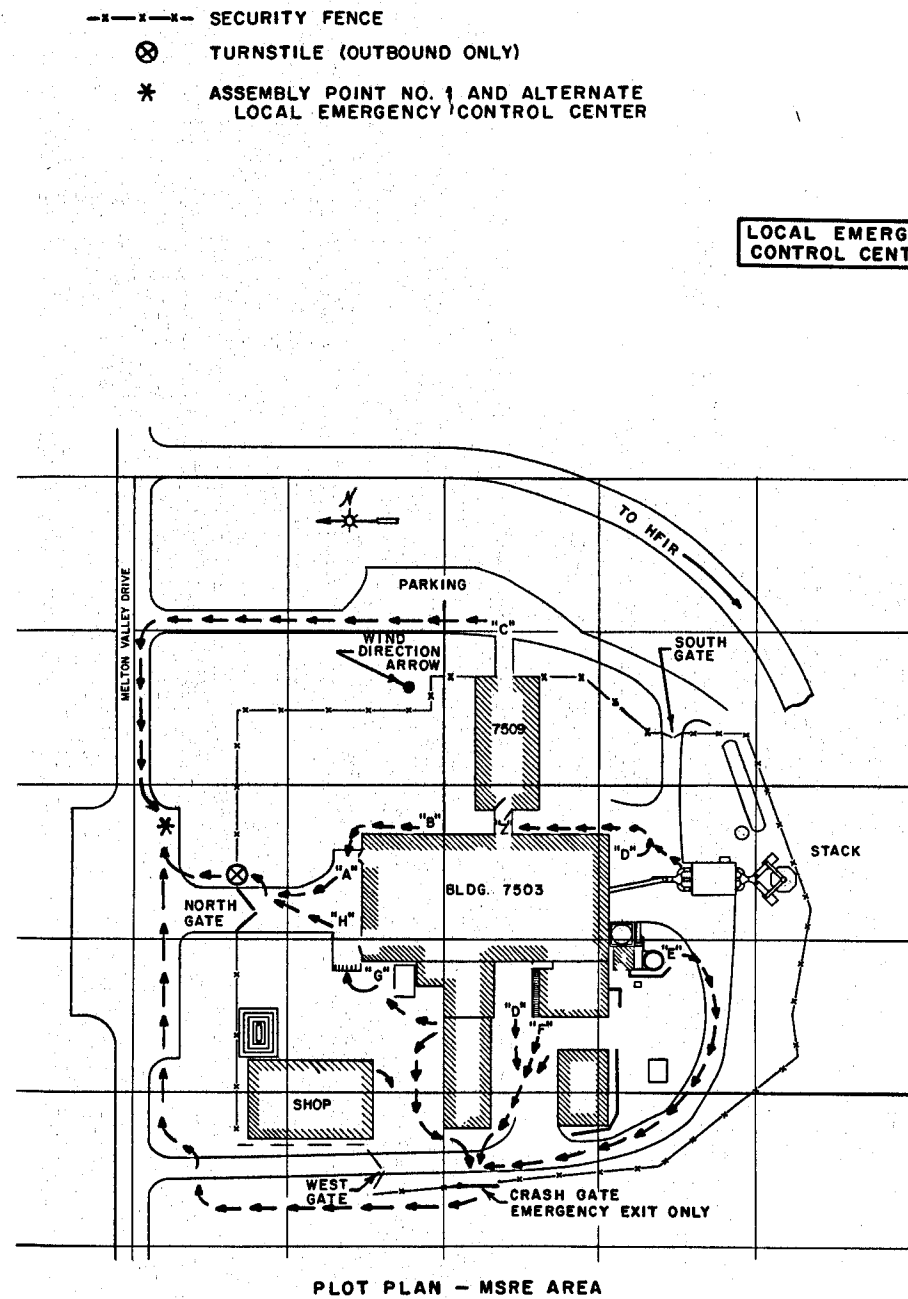 SECURITY FENCE
TURNSTILE (OUTBOUND ONLY)
ASSEMBLY POINT NO. 1 AND ALTERNATE
LOCAL EMERGENCY CONTROL CENTER
LOCAL EMERG
CONTROL CENT
N
TO HFIR
PARKING
MELTON VALLEY DRIVE
"C"
WIND
DIRECTION
ARROW
SOUTH
GATE
7509
"B"
"D"
STACK
"A"
BLDG. 7503
NORTH
GATE
"H"
"E"
"G"
"D"
"F"
SHOP
WEST
GATE
CRASH GATE
EMERGENCY EXIT ONLY
PLOT PLAN – MSRE AREA